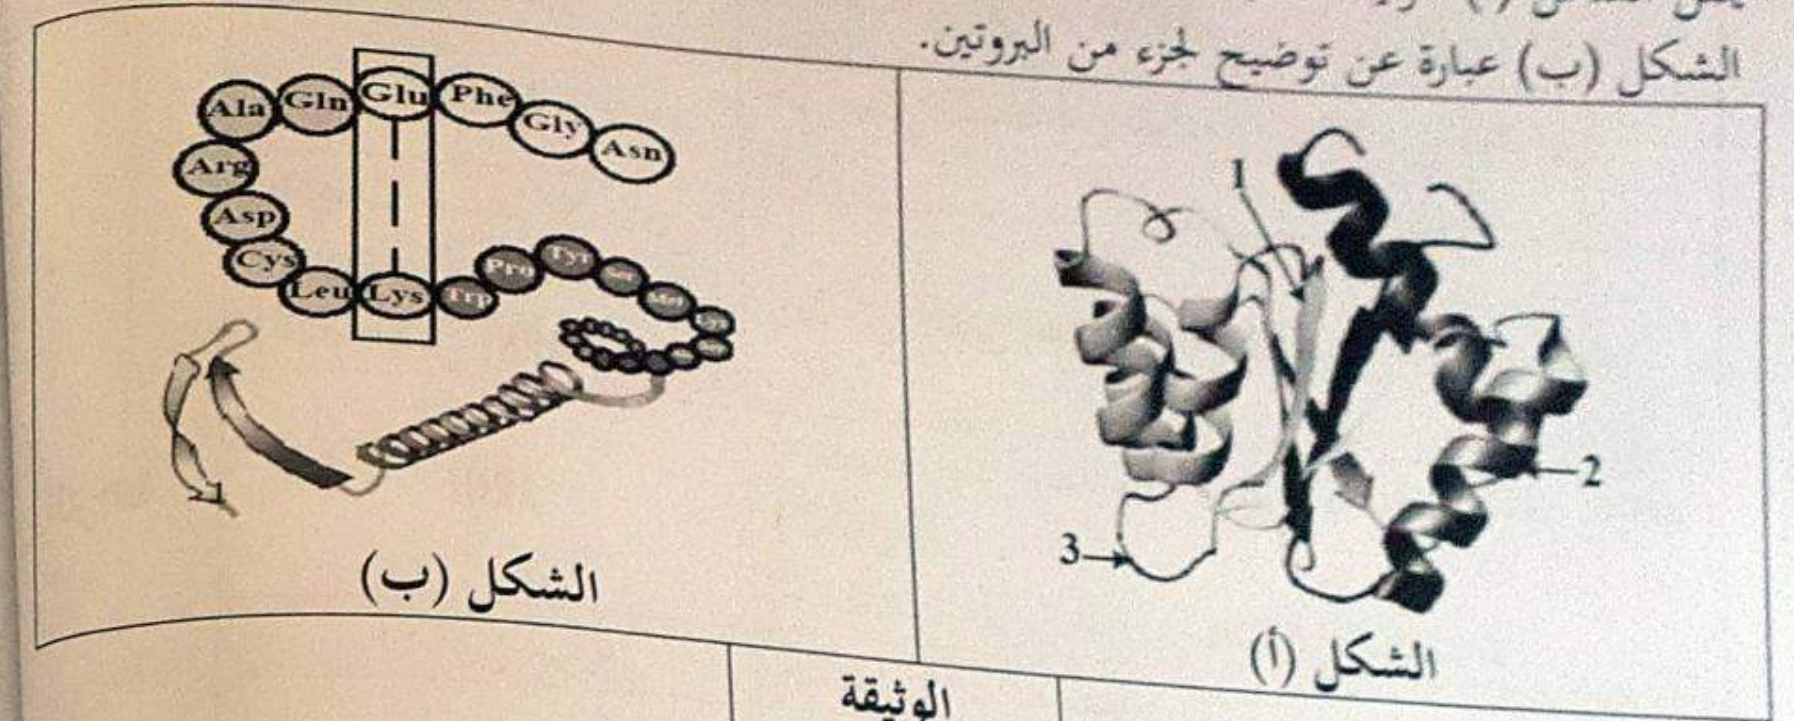 الشكل (ب) عبارة عن توضيح لجزء من البروتين.
1
2
3
الشكل (أ)
Ala Gln Glu Phe Gly Asn
Arg
Asp
Cys
Leu Lys Trp Pro Tyr Met
الشكل (ب)
الوثيقة